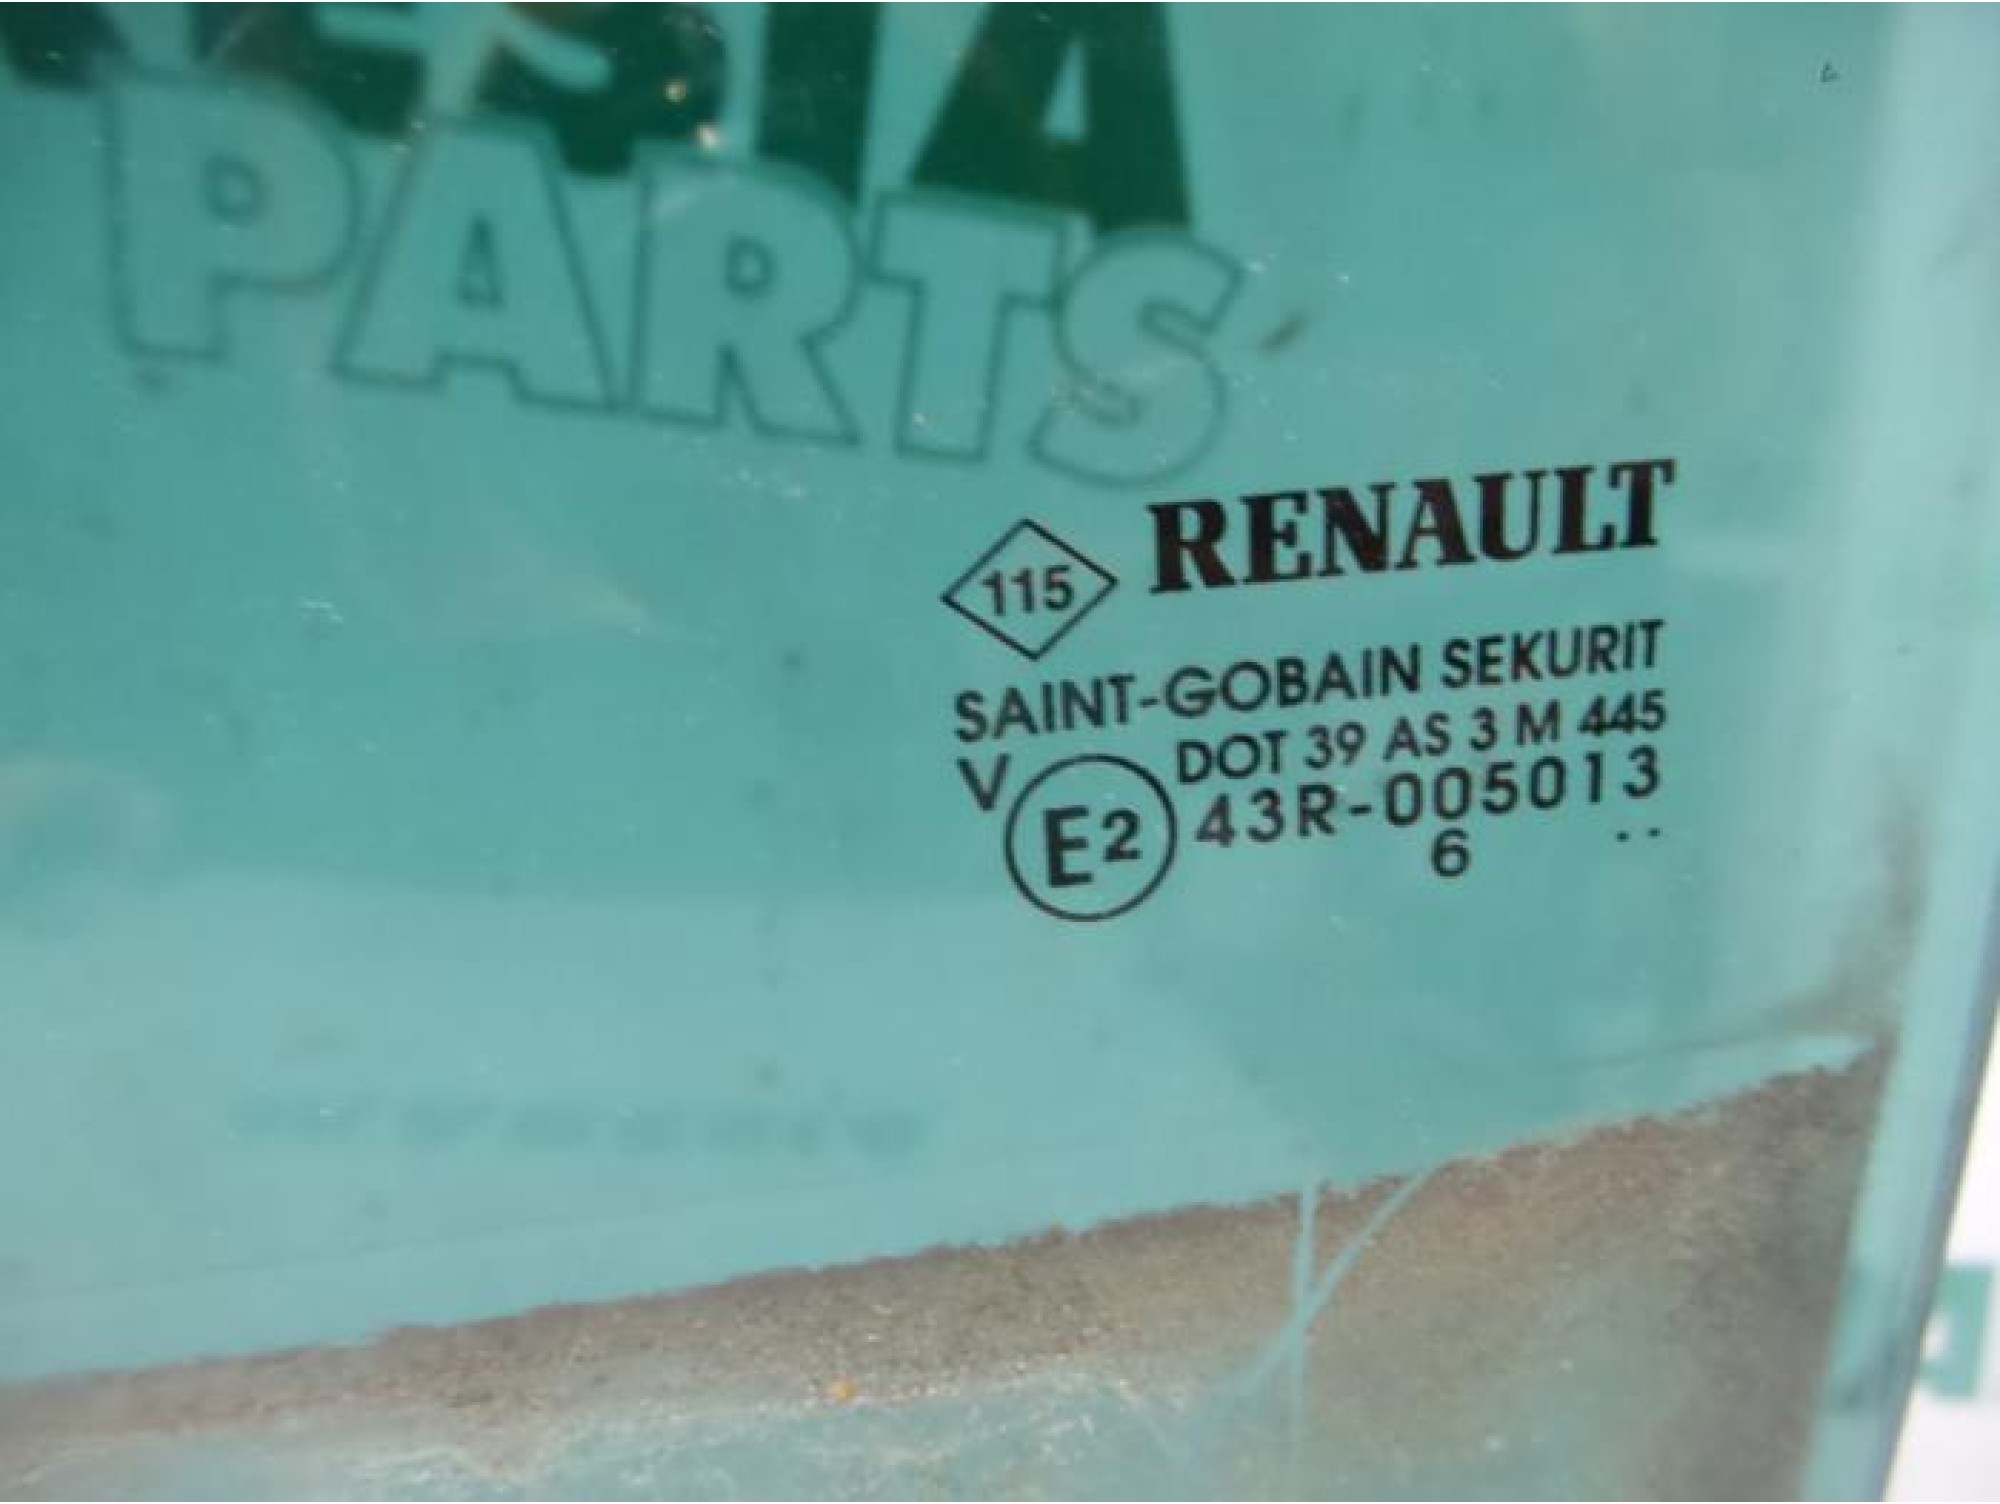 PARTS
115 RENAULT
SAINT-GOBAIN SEKURIT
DOT 39 AS 3 M 445
V E2 43R-005013
6 ..